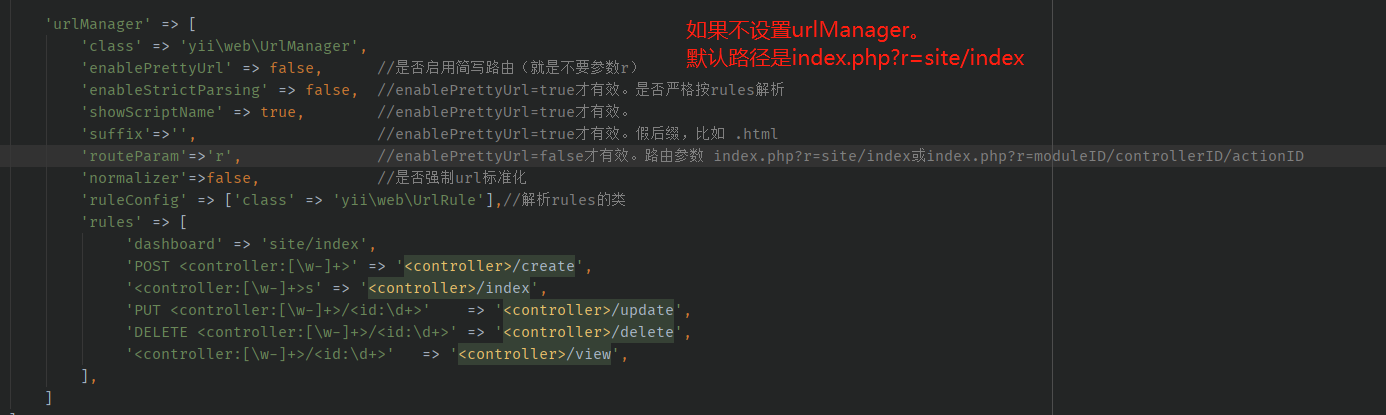 'urlManager' => [
如果不设置urlManager。
'class' => 'yii\web\UrlManager',
默认路径是index.php?r=site/index
'enablePrettyUrl' => false, //是否启用简写路由（就是不要参数r）
'enableStrictParsing' => false, //enablePrettyUrl=true才有效。是否严格按rules解析
'showScriptName' => true, //enablePrettyUrl=true才有效。
'suffix'=>'', //enablePrettyUrl=true才有效。假后缀，比如 .html
'routeParam'=>'r', //enablePrettyUrl=false才有效。路由参数 index.php?r=site/index或index.php?r=moduleID/controllerID/actionID
'normalizer'=>false, //是否强制url标准化
'ruleConfig' => ['class' => 'yii\web\UrlRule'],//解析rules的类
'rules' => [
'dashboard' => 'site/index',
'POST <controller:[\w-]+>' => '<controller>/create',
'<controller:[\w-]+>s' => '<controller>/index',
'PUT <controller:[\w-]+>/<id:\d+>' => '<controller>/update',
'DELETE <controller:[\w-]+>/<id:\d+>' => '<controller>/delete',
'<controller:[\w-]+>/<id:\d+>' => '<controller>/view',
],
]